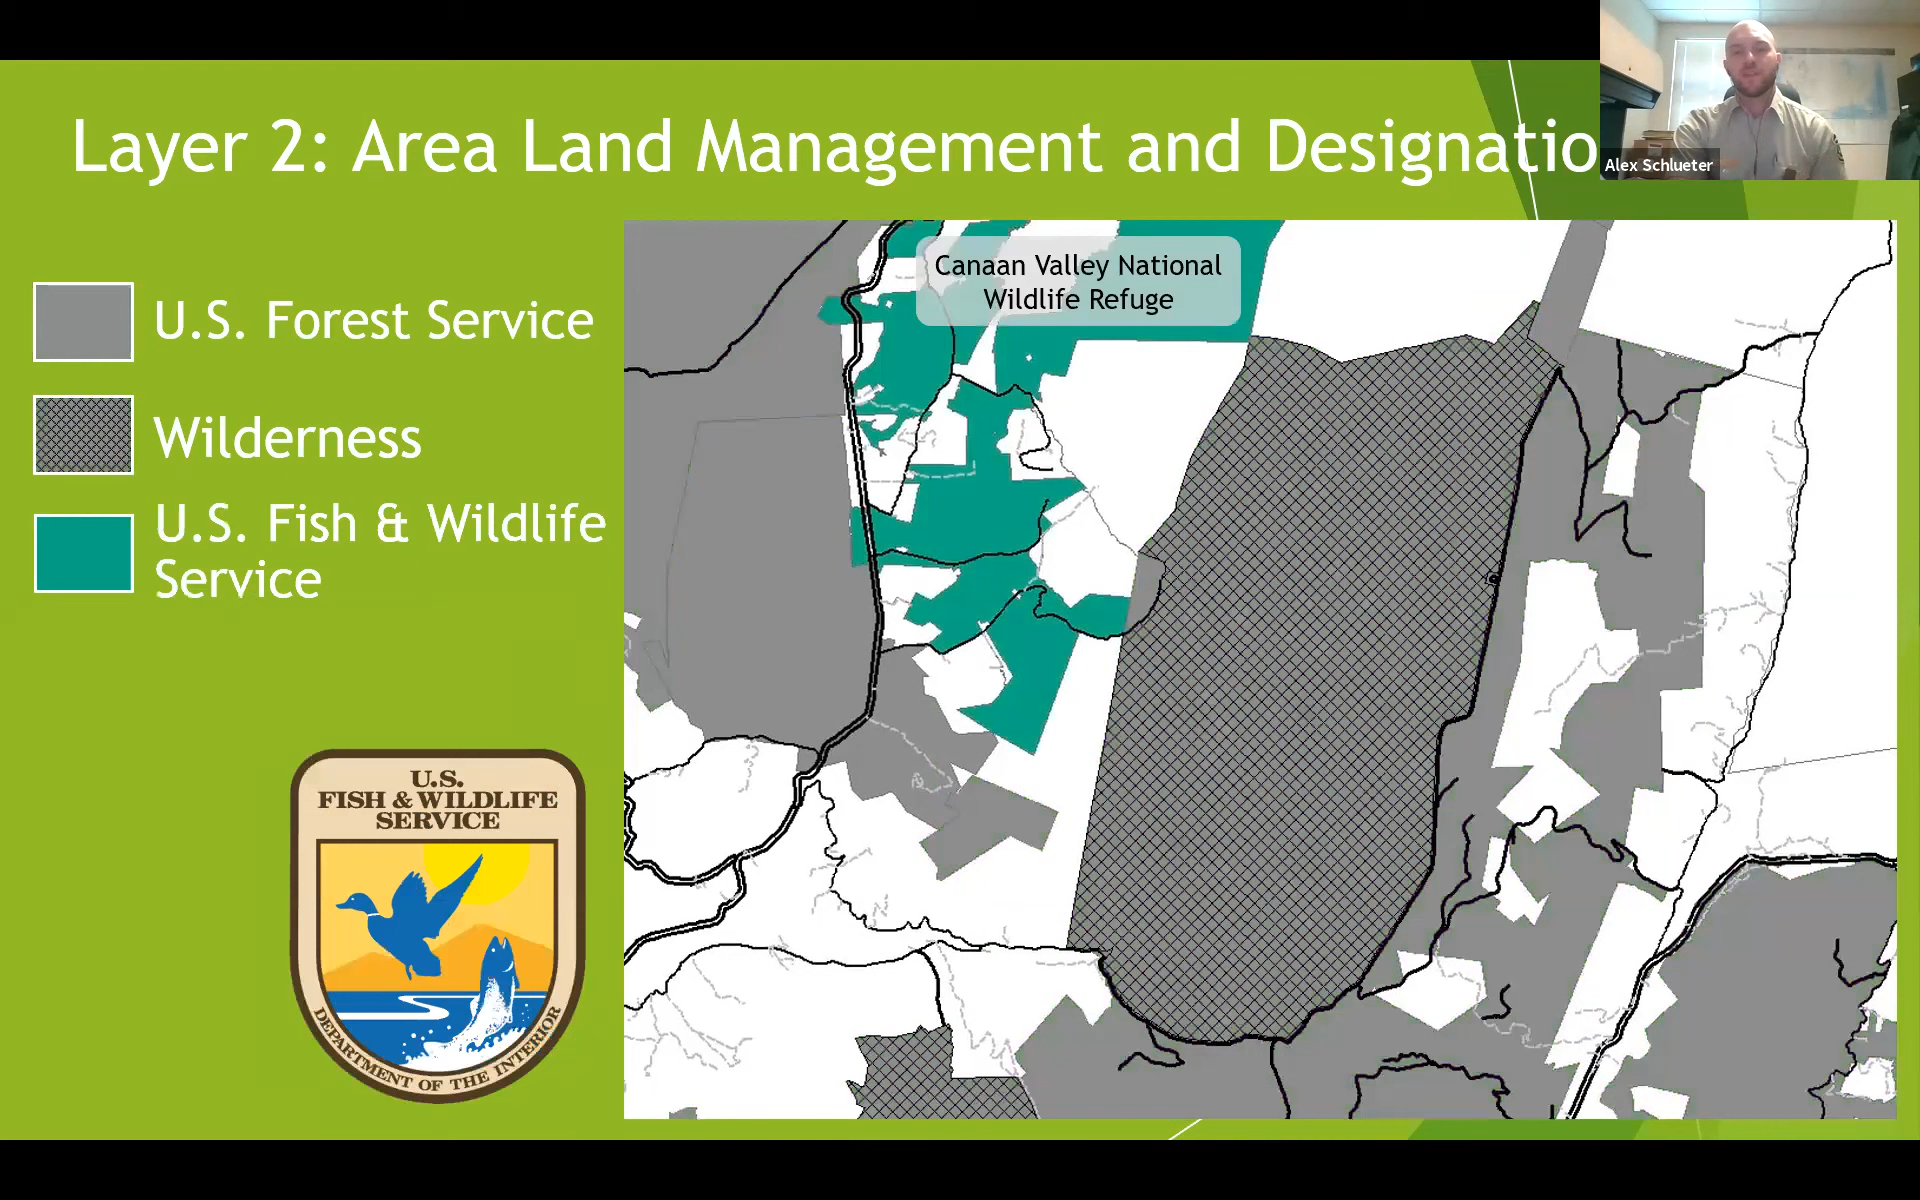 Layer 2: Area Land Management and Designatio
Alex Schlueter
U.S. Forest Service
Wilderness
U.S. Fish & Wildlife
Service
Canaan Valley National
Wildlife Refuge
U.S.
FISH & WILDLIFE
SERVICE
DEPARTMENT OF THE INTERIOR